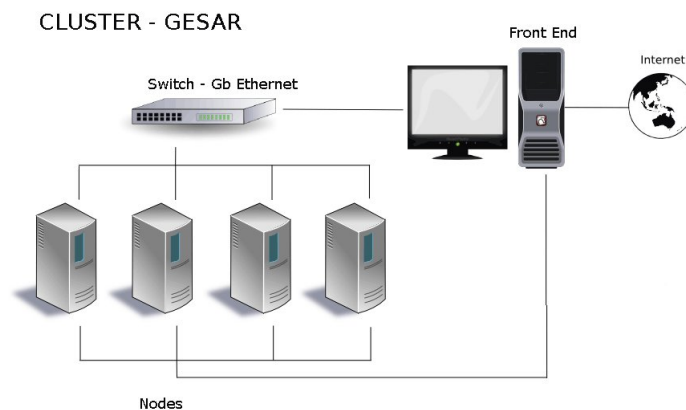 CLUSTER - GESAR
Front End
Internet
Switch - Gb Ethernet
Nodes